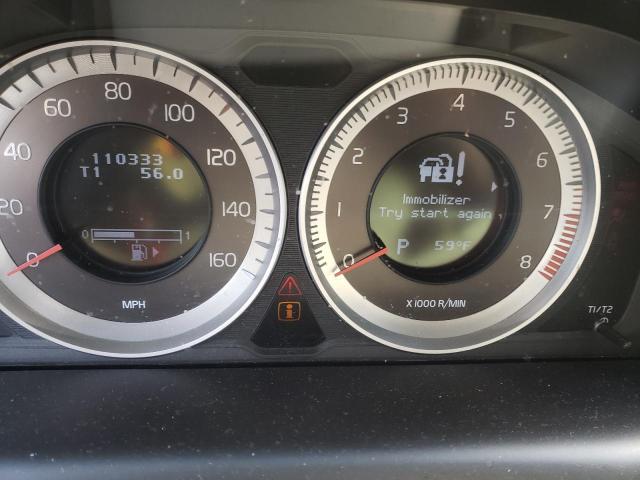 0 20 40 60 80 100 120 140 160
110333
T1 56.0
0 1
MPH
0 1 2 3 4 5 6 7 8
!
Immobilizer
Try start again
P 59°F
X 1000 R/MIN
i
T1/T2